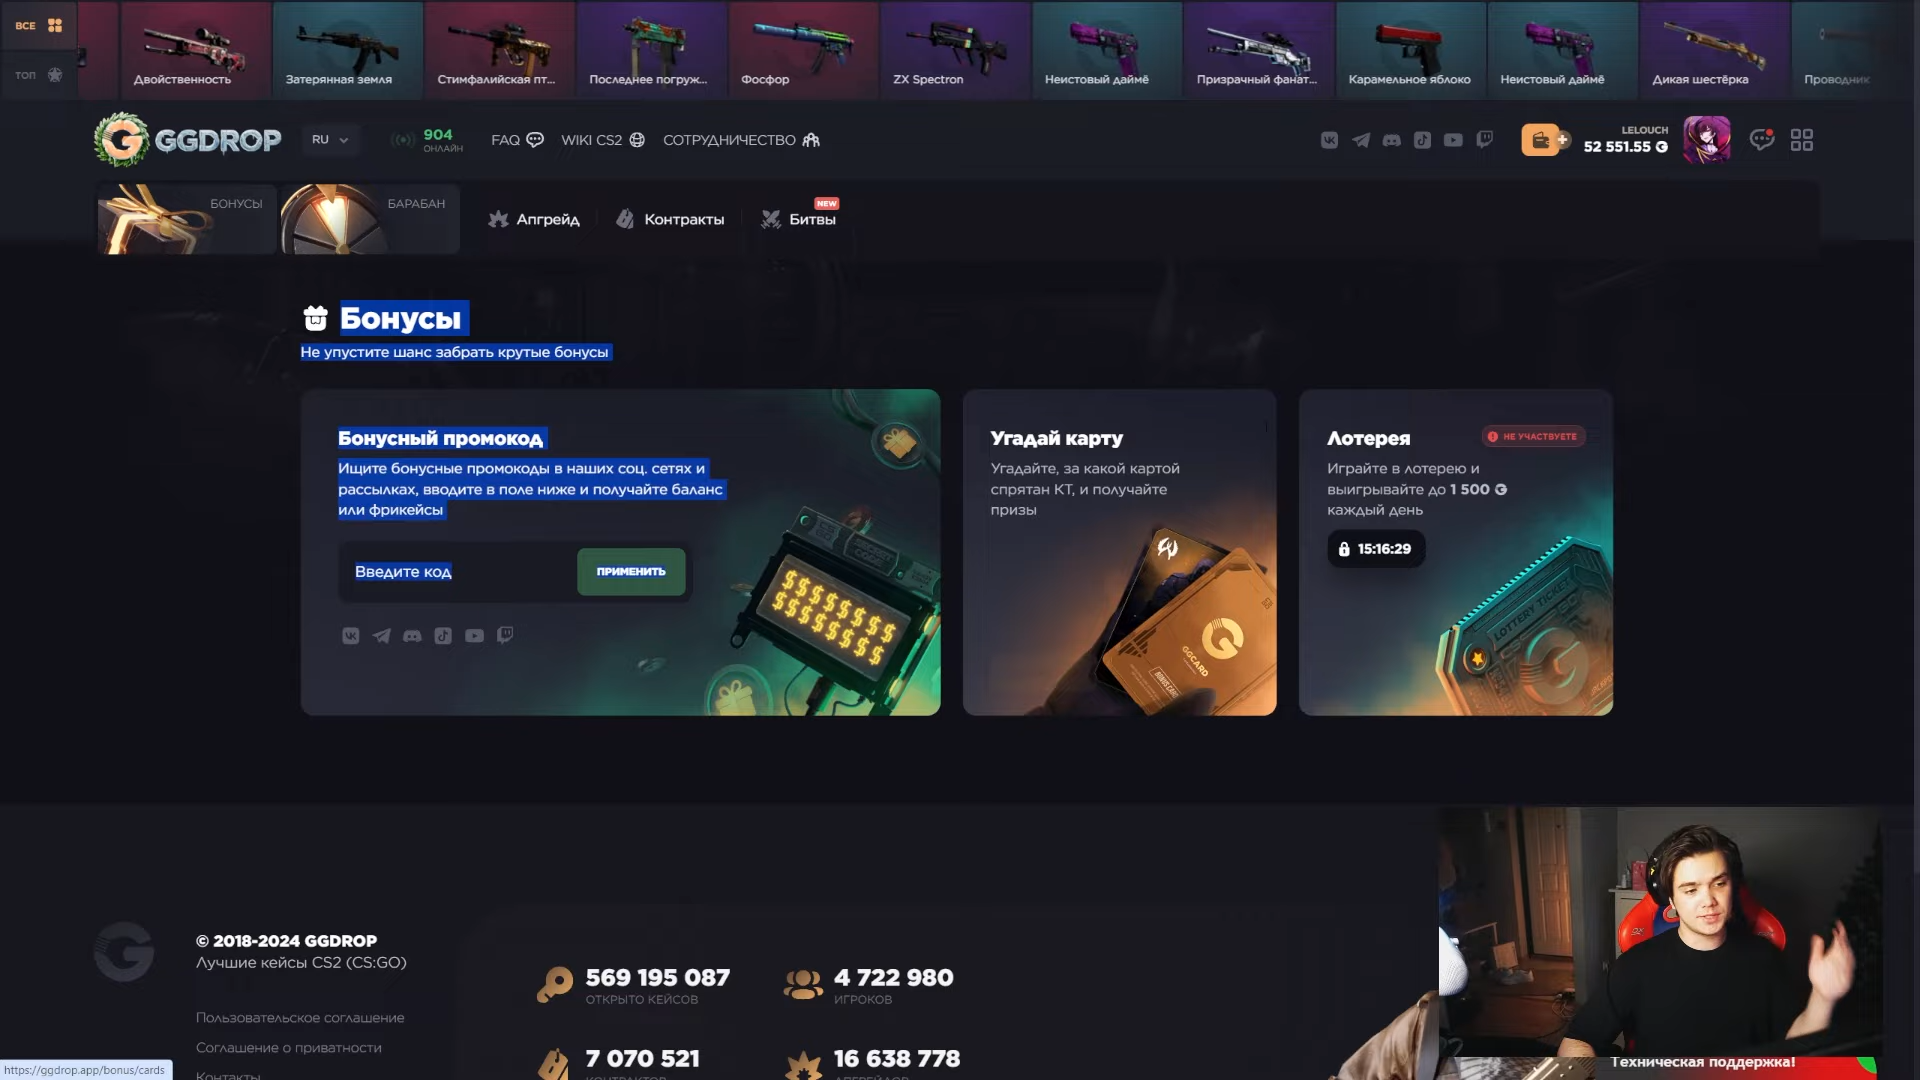 ВСЕ
ТОП
Двойственность
Затерянная земля
Стимфалийская пт...
Последнее погруж...
Фосфор
ZX Spectron
Неистовый даймё
Призрачный фанат...
Карамельное яблоко
Неистовый даймё
Дикая шестёрка
Проводник
GGDROP
RU
904
ОНЛАЙН
FAQ
WIKI CS2
СОТРУДНИЧЕСТВО
LELOUCH
52 551.55
БОНУСЫ
БАРАБАН
Апгрейд
Контракты
Битвы
NEW
Бонусы
Не упустите шанс забрать крутые бонусы
Бонусный промокод
Ищите бонусные промокоды в наших соц. сетях и
рассылках, вводите в поле ниже и получайте баланс
или фрикейсы
Введите код
ПРИМЕНИТЬ
$$$$$$$$
$$$$$$$$
Угадай карту
Угадайте, за какой картой
спрятан КТ, и получайте
призы
GGCARD
Лотерея
НЕ УЧАСТВУЕТЕ
Играйте в лотерею и
выигрывайте до 1 500
каждый день
15:16:29
LOTTERY TICKET
© 2018-2024 GGDROP
Лучшие кейсы CS2 (CS:GO)
Пользовательское соглашение
Соглашение о приватности
Контакты
569 195 087
ОТКРЫТО КЕЙСОВ
4 722 980
ИГРОКОВ
7 070 521
КОНТРАКТОВ
16 638 778
АПГРЕЙДОВ
Техническая поддержка!
https://ggdrop.app/bonus/cards